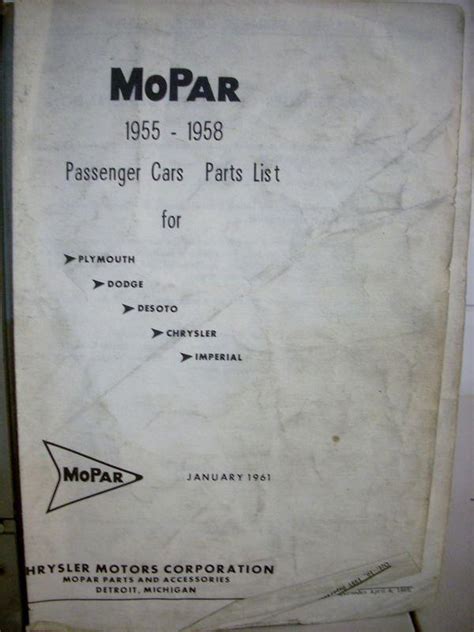 MoPar
1955 - 1958
Passenger Cars Parts List
for
PLYMOUTH
DODGE
DESOTO
CHRYSLER
IMPERIAL
MoPar
JANUARY 1961
HRYSLER MOTORS CORPORATION
MOPAR PARTS AND ACCESSORIES
DETROIT, MICHIGAN